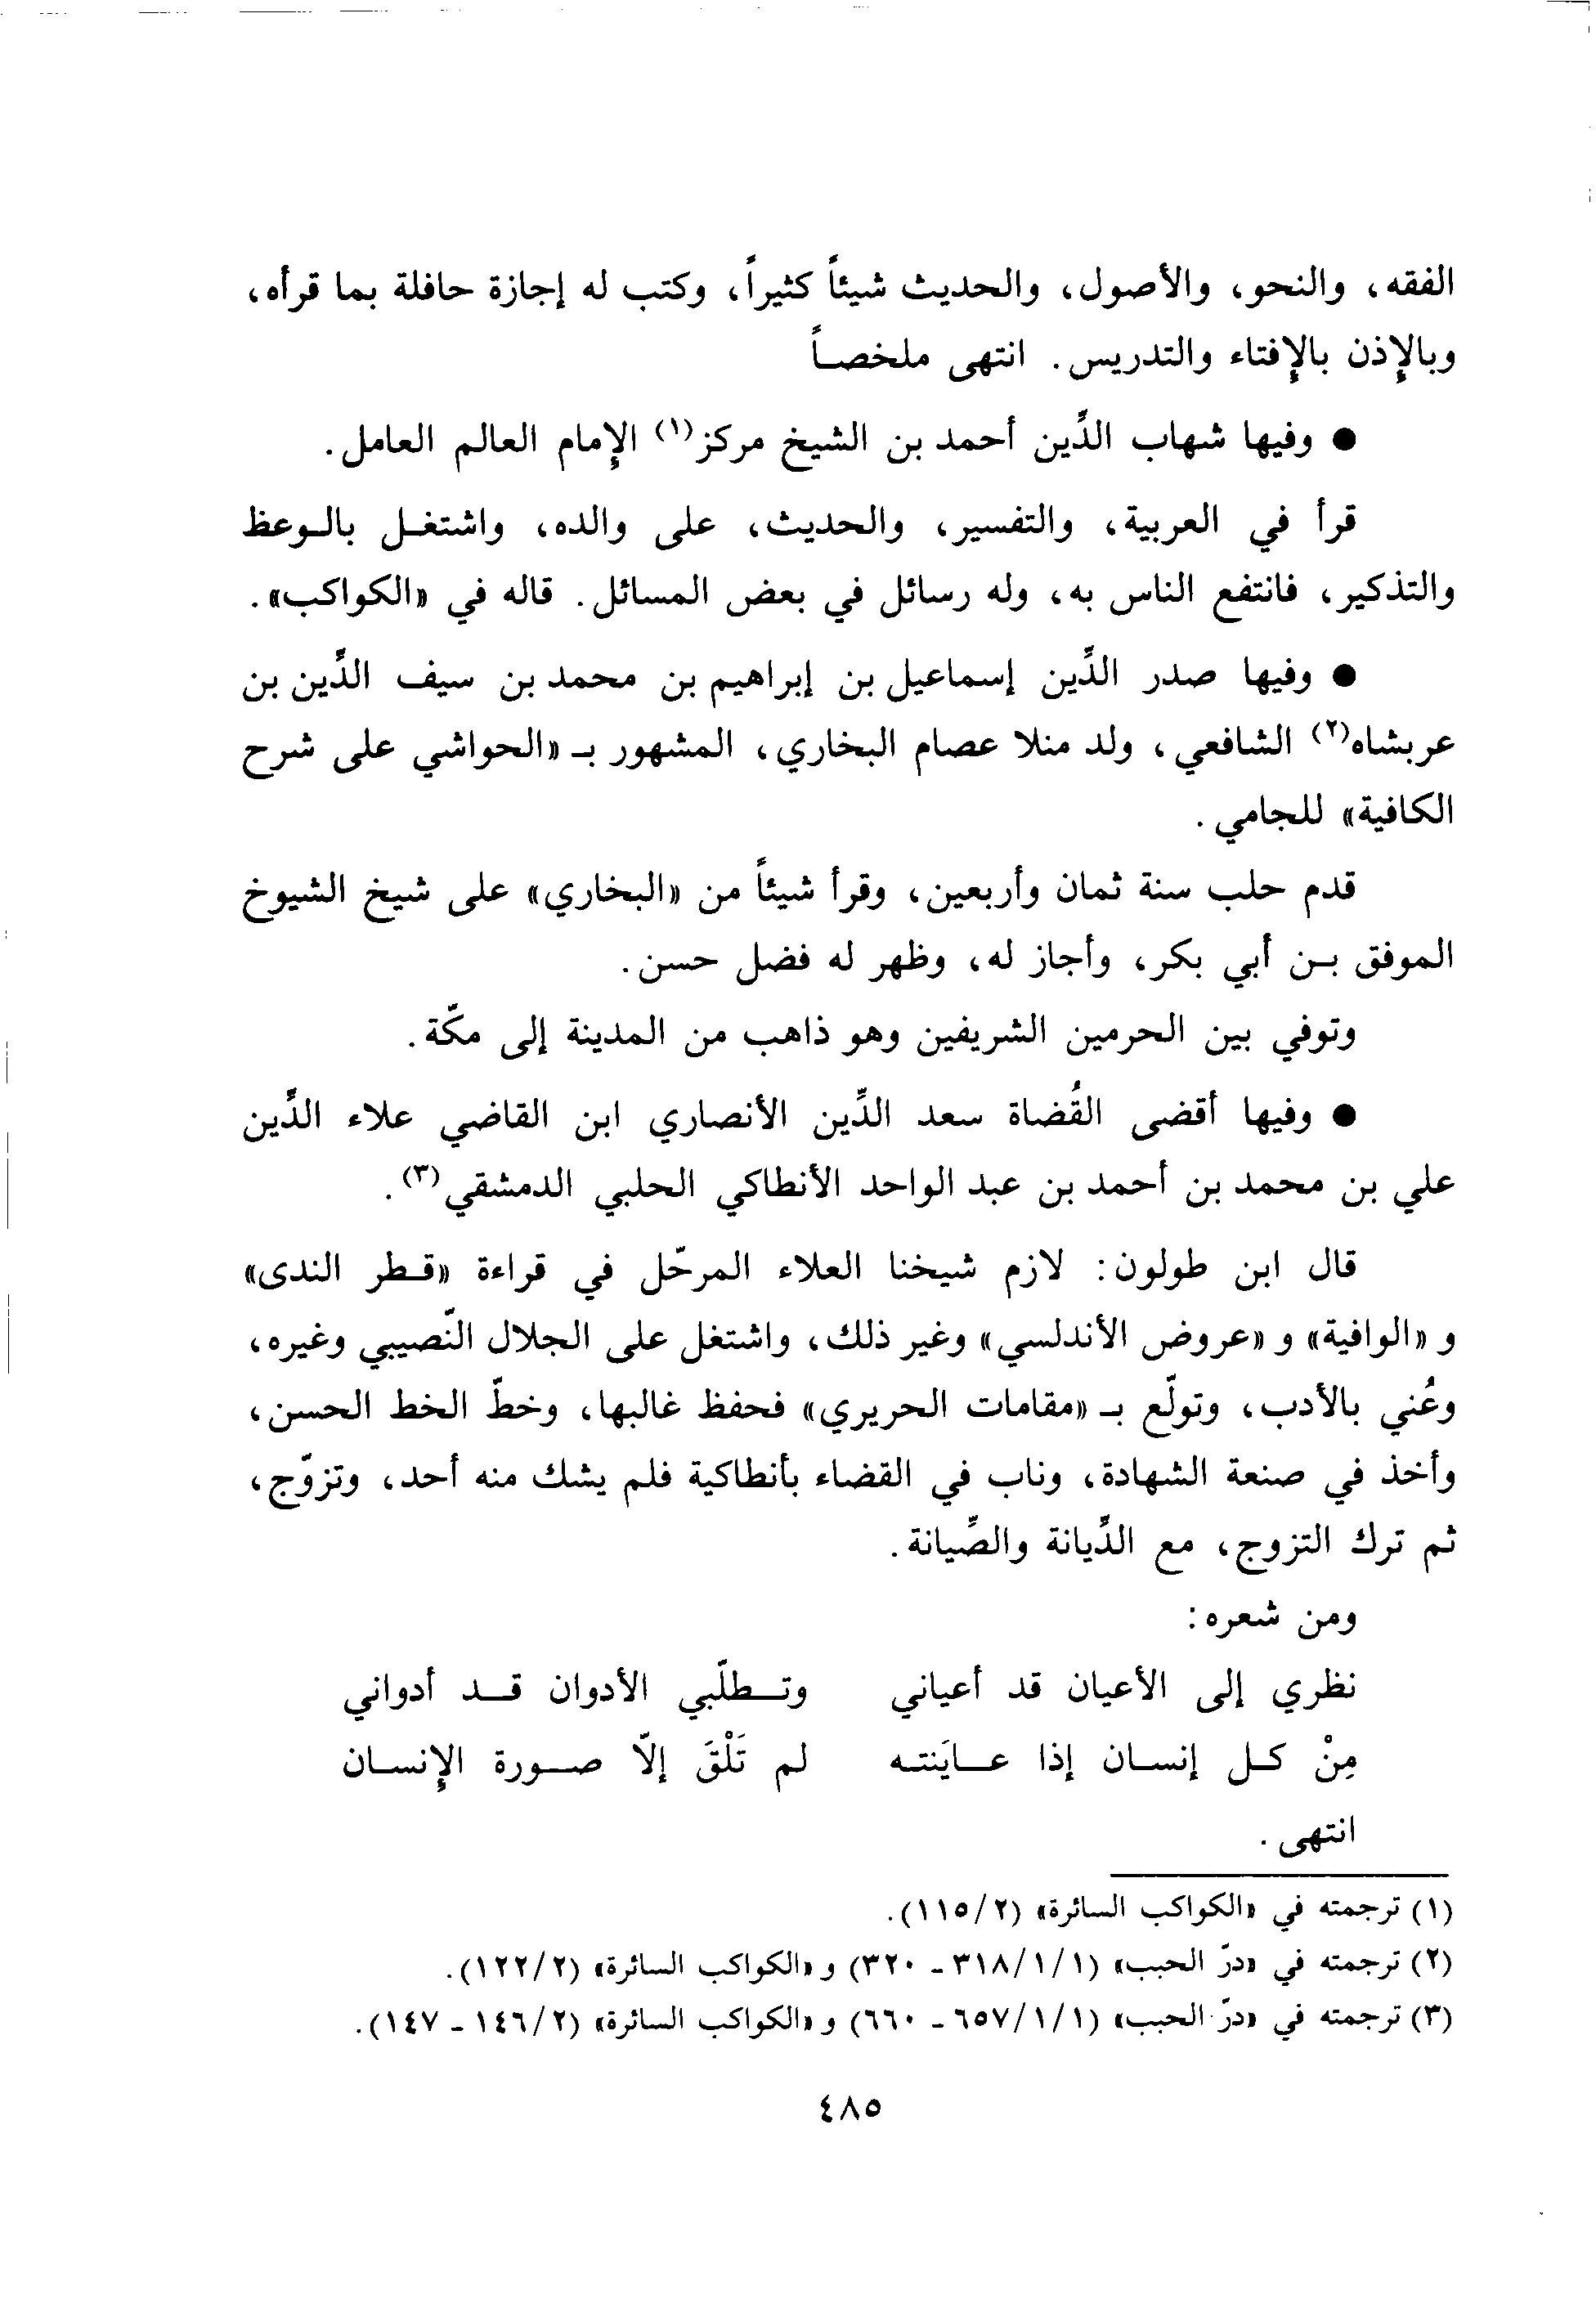 الفقه، والنحو، والأصول، والحديث شيئاً كثيراً، وكتب له إجازة حافلة بما قرأه،
وبالإِذن بالإِفتاء والتدريس. انتهى ملخصاً
● وفيها شهاب الدِّين أحمد بن الشيخ مركز(١) الإِمام العالم العامل.
قرأ في العربية، والتفسير، والحديث، على والده، واشتغل بالوعظ
والتذكير، فانتفع الناس به، وله رسائل في بعض المسائل. قاله في «الكواكب».
● وفيها صدر الدِّين إسماعيل بن إبراهيم بن محمد بن سيف الدِّين بن
عربشاه(٢) الشافعي، ولد منلا عصام البخاري، المشهور بـ «الحواشي على شرح
الكافية» للجامي.
قدم حلب سنة ثمان وأربعين، وقرأ شيئاً من «البخاري» على شيخ الشيوخ
الموفق بن أبي بكر، وأجاز له، وظهر له فضل حسن.
وتوفي بين الحرمين الشريفين وهو ذاهب من المدينة إلى مكّة.
● وفيها أقضى القُضاة سعد الدِّين الأنصاري ابن القاضي علاء الدِّين
علي بن محمد بن أحمد بن عبد الواحد الأنطاكي الحلبي الدمشقي(٣).
قال ابن طولون: لازم شيخنا العلاء المرحّل في قراءة «قطر الندى»
و «الوافية» و «عروض الأندلسي» وغير ذلك، واشتغل على الجلال النّصيبي وغيره،
وعُني بالأدب، وتولّع بـ «مقامات الحريري» فحفظ غالبها، وخطّ الخط الحسن،
وأخذ في صنعة الشهادة، وناب في القضاء بأنطاكية فلم يشك منه أحد، وتزوّج،
ثم ترك التزوج، مع الدِّيانة والصِّيانة.
ومن شعره:
نظري إلى الأعيان قد أعياني وتطلّبي الأدوان قد أدواني
مِنْ كل إنسان إذا عايَنته لم تَلْقَ إلّا صورة الإِنسان
انتهى.
(١) ترجمته في «الكواكب السائرة» (٢/١١٥).
(٢) ترجمته في «درّ الحبب» (١/١/٣١٨ - ٣٢٠) و «الكواكب السائرة» (٢/١٢٢).
(٣) ترجمته في «درّ الحبب» (١/١/٦٥٧ - ٦٦٠) و «الكواكب السائرة» (٢/١٤٦ - ١٤٧).
٤٨٥